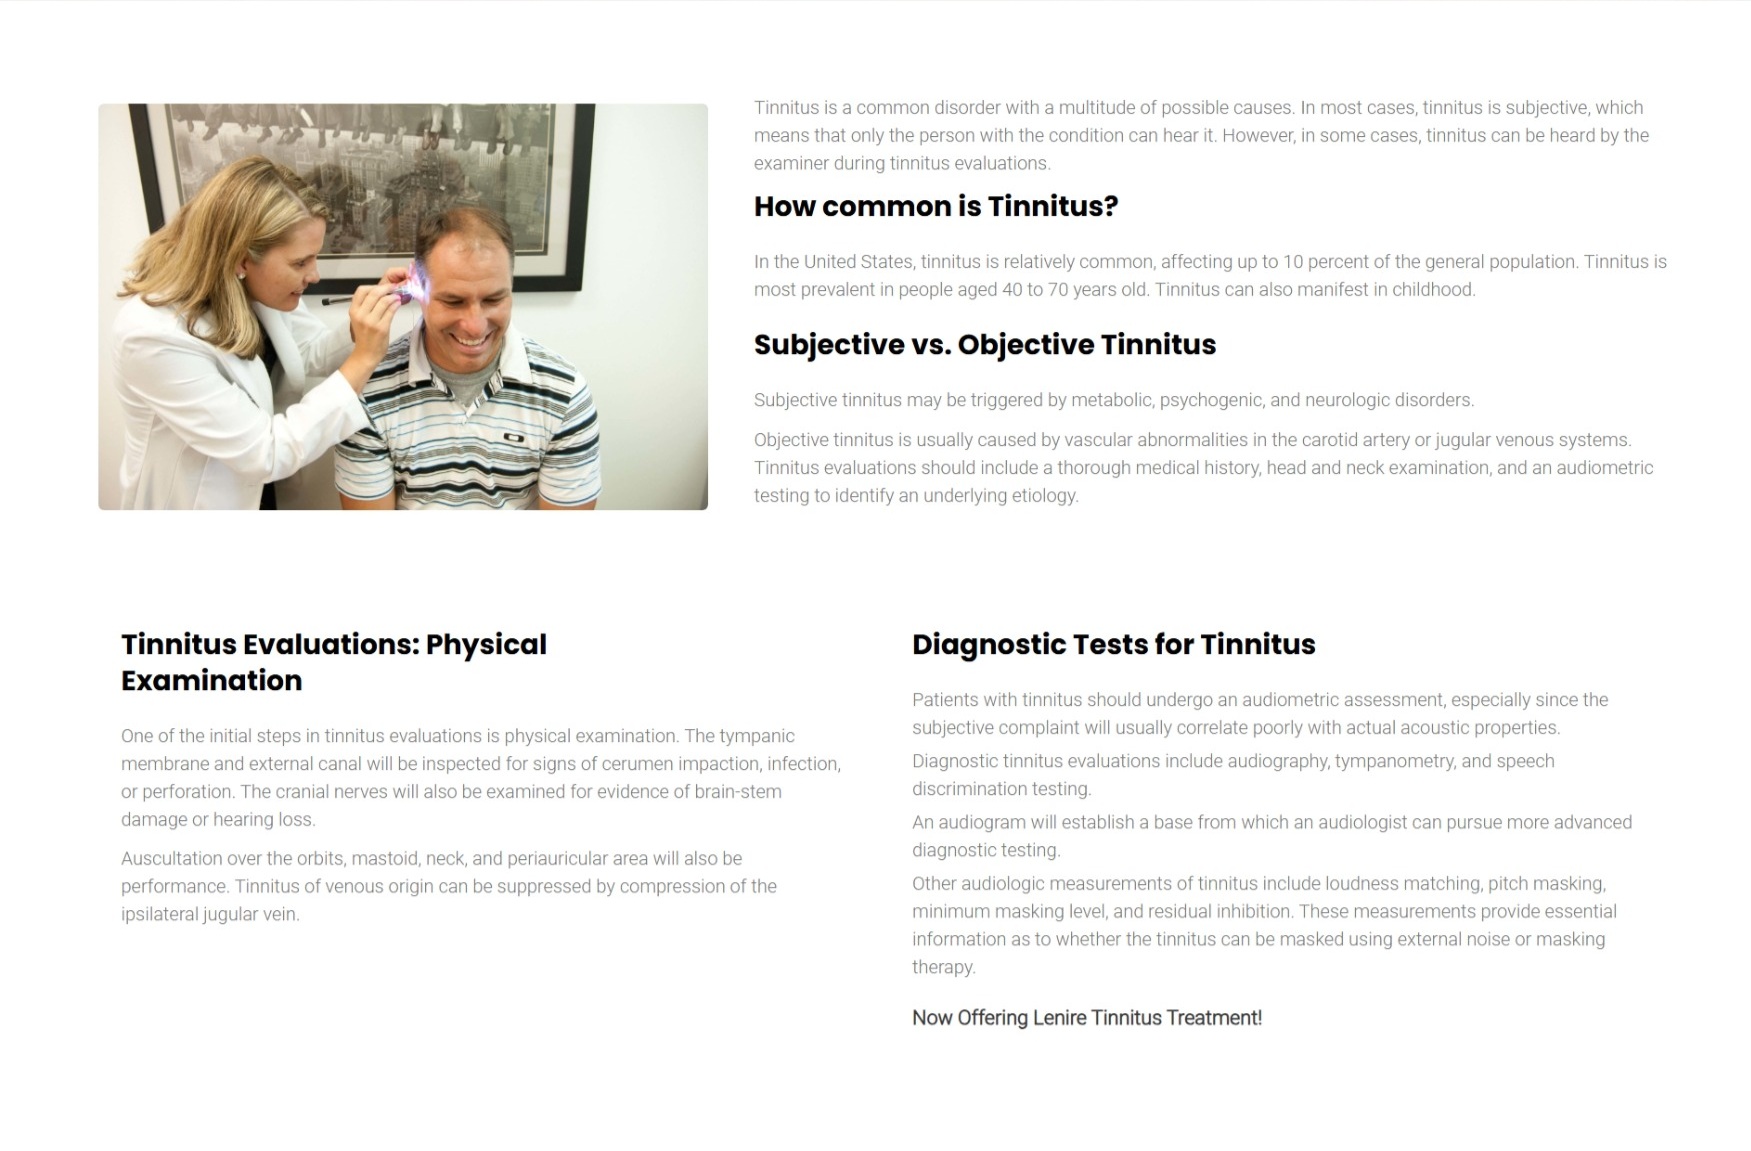 Tinnitus is a common disorder with a multitude of possible causes. In most cases, tinnitus is subjective, which
means that only the person with the condition can hear it. However, in some cases, tinnitus can be heard by the
examiner during tinnitus evaluations.
How common is Tinnitus?
In the United States, tinnitus is relatively common, affecting up to 10 percent of the general population. Tinnitus is
most prevalent in people aged 40 to 70 years old. Tinnitus can also manifest in childhood.
Subjective vs. Objective Tinnitus
Subjective tinnitus may be triggered by metabolic, psychogenic, and neurologic disorders.
Objective tinnitus is usually caused by vascular abnormalities in the carotid artery or jugular venous systems.
Tinnitus evaluations should include a thorough medical history, head and neck examination, and an audiometric
testing to identify an underlying etiology.
Tinnitus Evaluations: Physical
Examination
One of the initial steps in tinnitus evaluations is physical examination. The tympanic
membrane and external canal will be inspected for signs of cerumen impaction, infection,
or perforation. The cranial nerves will also be examined for evidence of brain-stem
damage or hearing loss.
Auscultation over the orbits, mastoid, neck, and periauricular area will also be
performance. Tinnitus of venous origin can be suppressed by compression of the
ipsilateral jugular vein.
Diagnostic Tests for Tinnitus
Patients with tinnitus should undergo an audiometric assessment, especially since the
subjective complaint will usually correlate poorly with actual acoustic properties.
Diagnostic tinnitus evaluations include audiography, tympanometry, and speech
discrimination testing.
An audiogram will establish a base from which an audiologist can pursue more advanced
diagnostic testing.
Other audiologic measurements of tinnitus include loudness matching, pitch masking,
minimum masking level, and residual inhibition. These measurements provide essential
information as to whether the tinnitus can be masked using external noise or masking
therapy.
Now Offering Lenire Tinnitus Treatment!